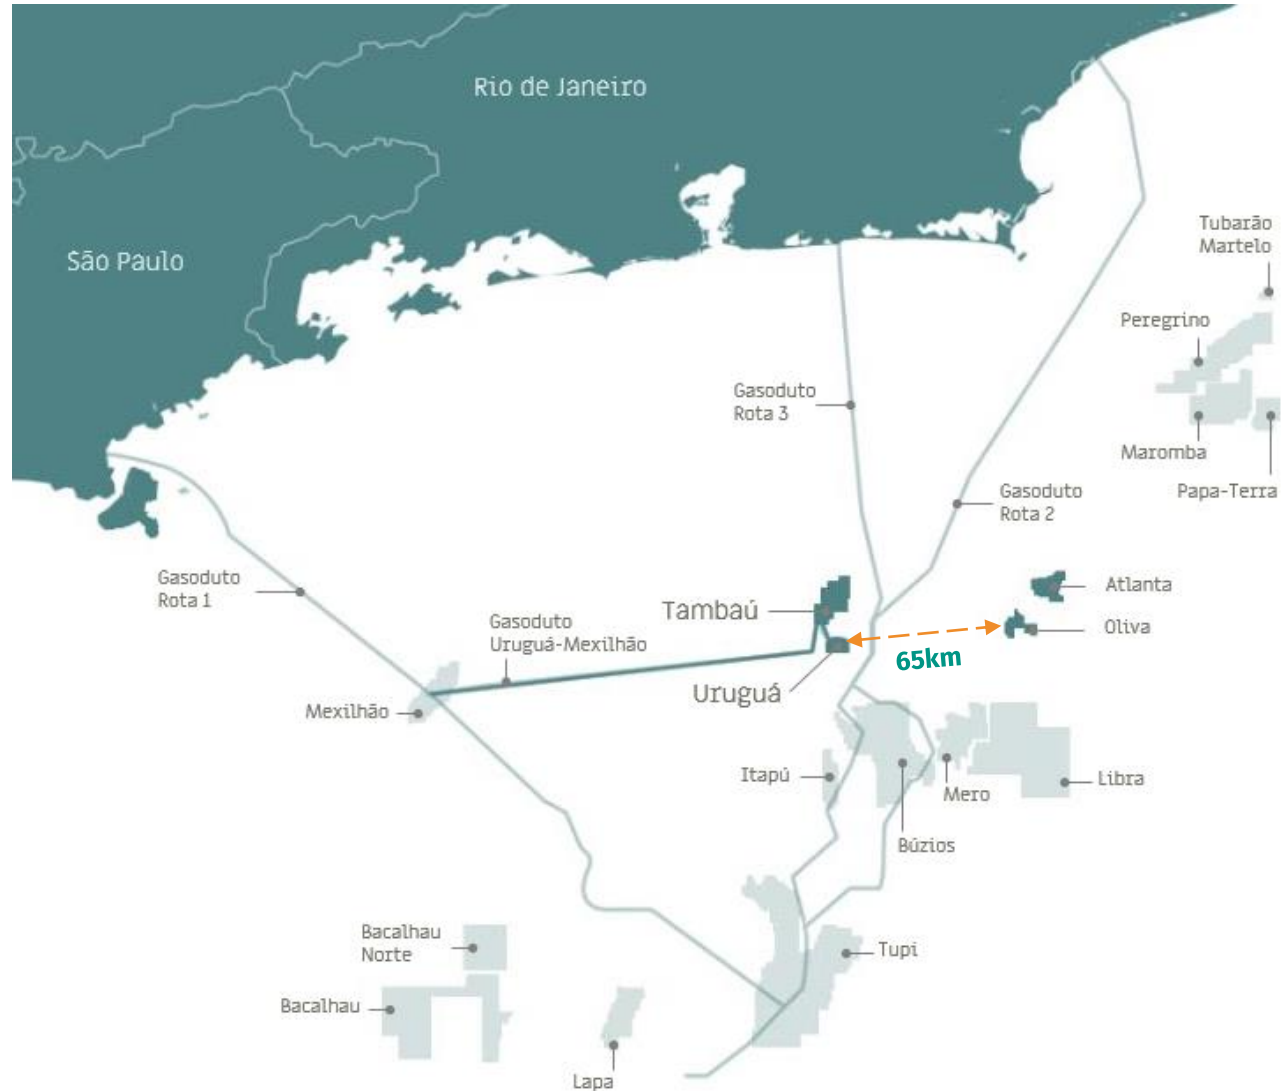 Rio de Janeiro
São Paulo
Tubarão
Martelo
Peregrino
Gasoduto
Rota 3
Maromba
Papa-Terra
Gasoduto
Rota 2
Gasoduto
Rota 1
Atlanta
Tambaú
Gasoduto
Uruguá-Mexilhão
Oliva
65km
Uruguá
Mexilhão
Itapú
Libra
Mero
Búzios
Bacalhau
Norte
Tupi
Bacalhau
Lapa